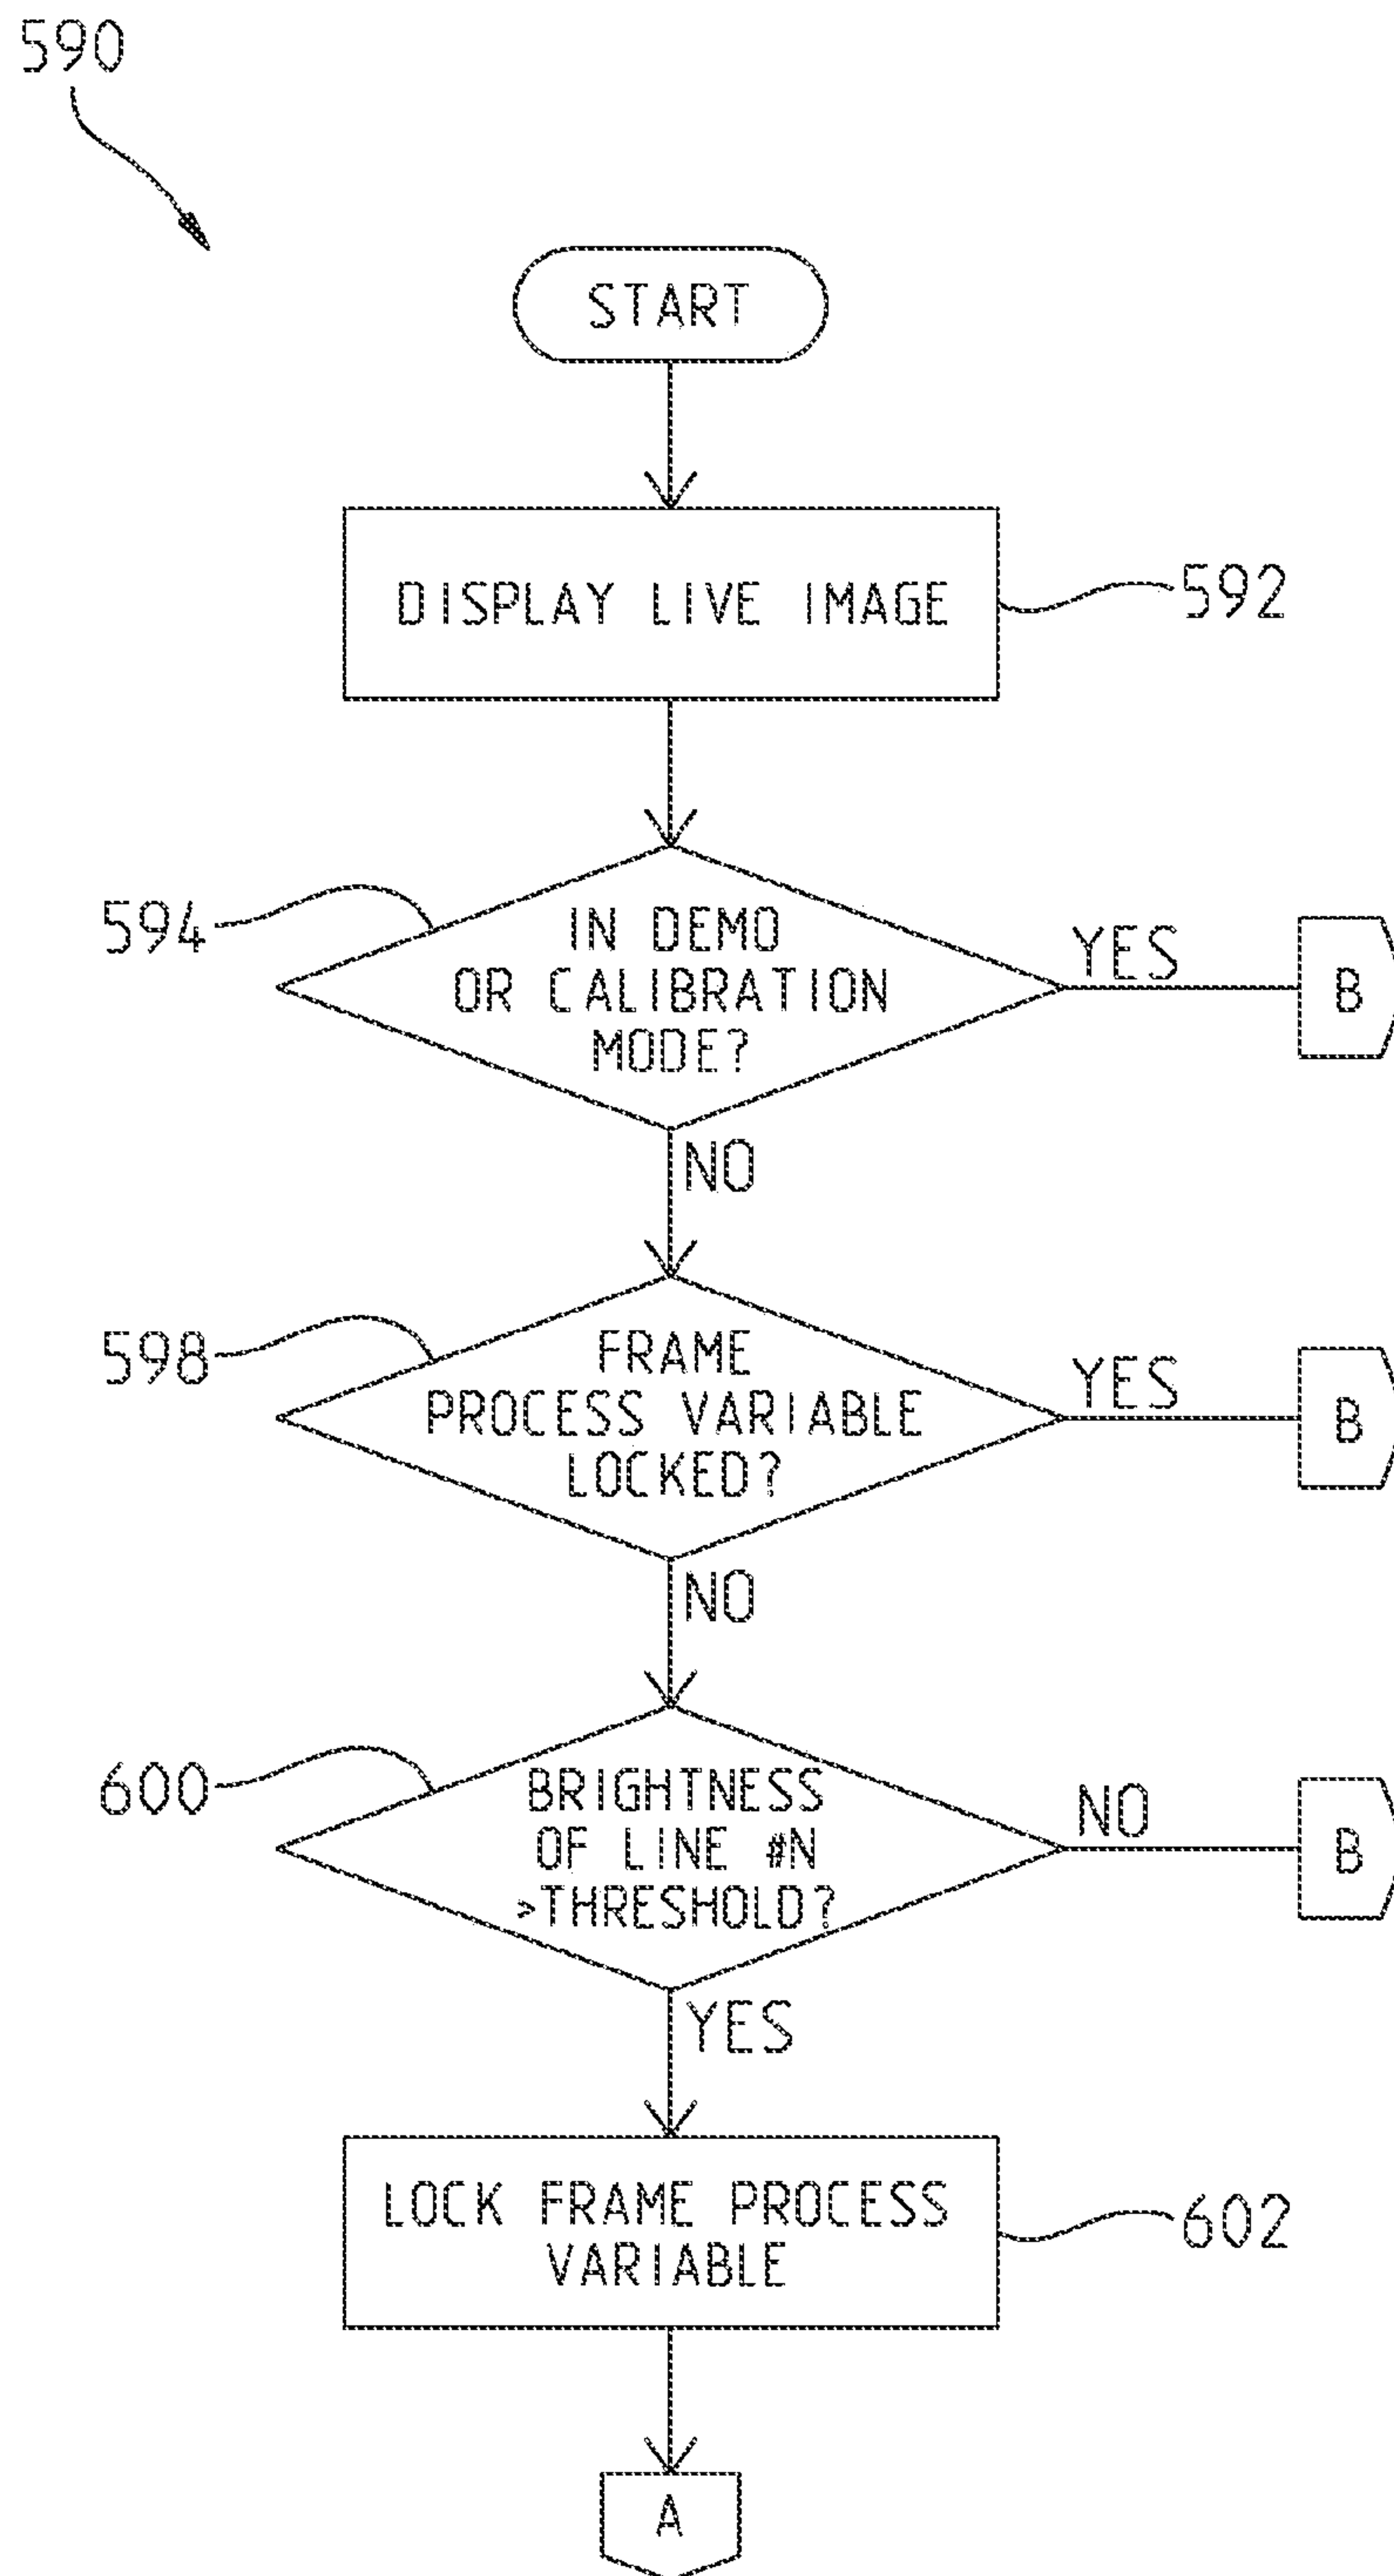 590
START
DISPLAY LIVE IMAGE
592
594
IN DEMO
OR CALIBRATION
MODE?
YES
B
NO
598
FRAME
PROCESS VARIABLE
LOCKED?
YES
B
NO
600
BRIGHTNESS
OF LINE #N
>THRESHOLD?
NO
B
YES
LOCK FRAME PROCESS
VARIABLE
602
A